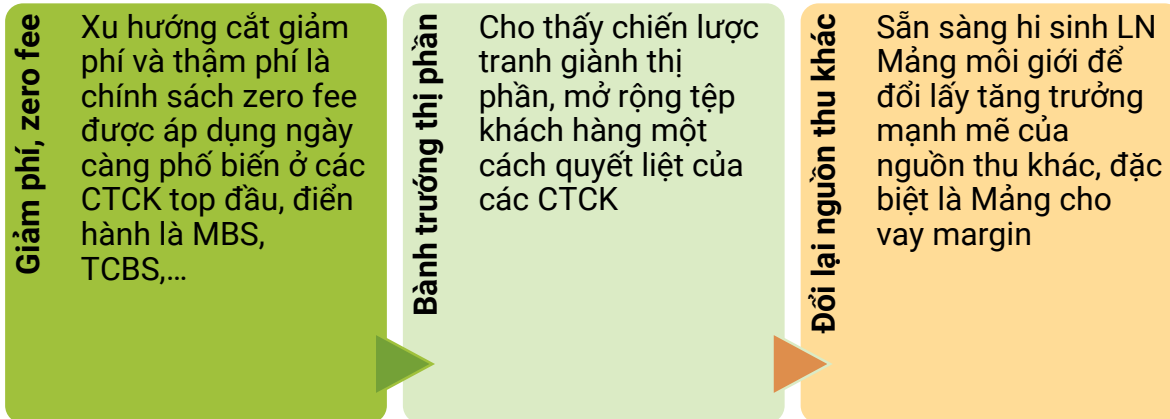 Giảm phí, zero fee
Xu hướng cắt giảm
phí và thậm phí là
chính sách zero fee
được áp dụng ngày
càng phố biến ở các
CTCK top đầu, điển
hành là MBS,
TCBS,...
Bành trướng thị phần
Cho thấy chiến lược
tranh giành thị
phần, mở rộng tệp
khách hàng một
cách quyết liệt của
các CTCK
Đổi lại nguồn thu khác
Sẵn sàng hi sinh LN
Mảng môi giới để
đổi lấy tăng trưởng
mạnh mẽ của
nguồn thu khác, đặc
biệt là Mảng cho
vay margin